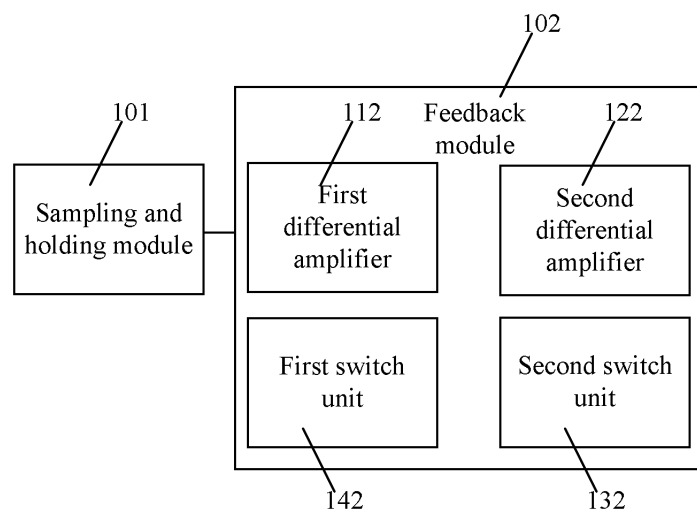 102
101
112
122
Feedback
module
Sampling and
holding module
First
differential
amplifier
Second
differential
amplifier
First switch
unit
Second switch
unit
142
132